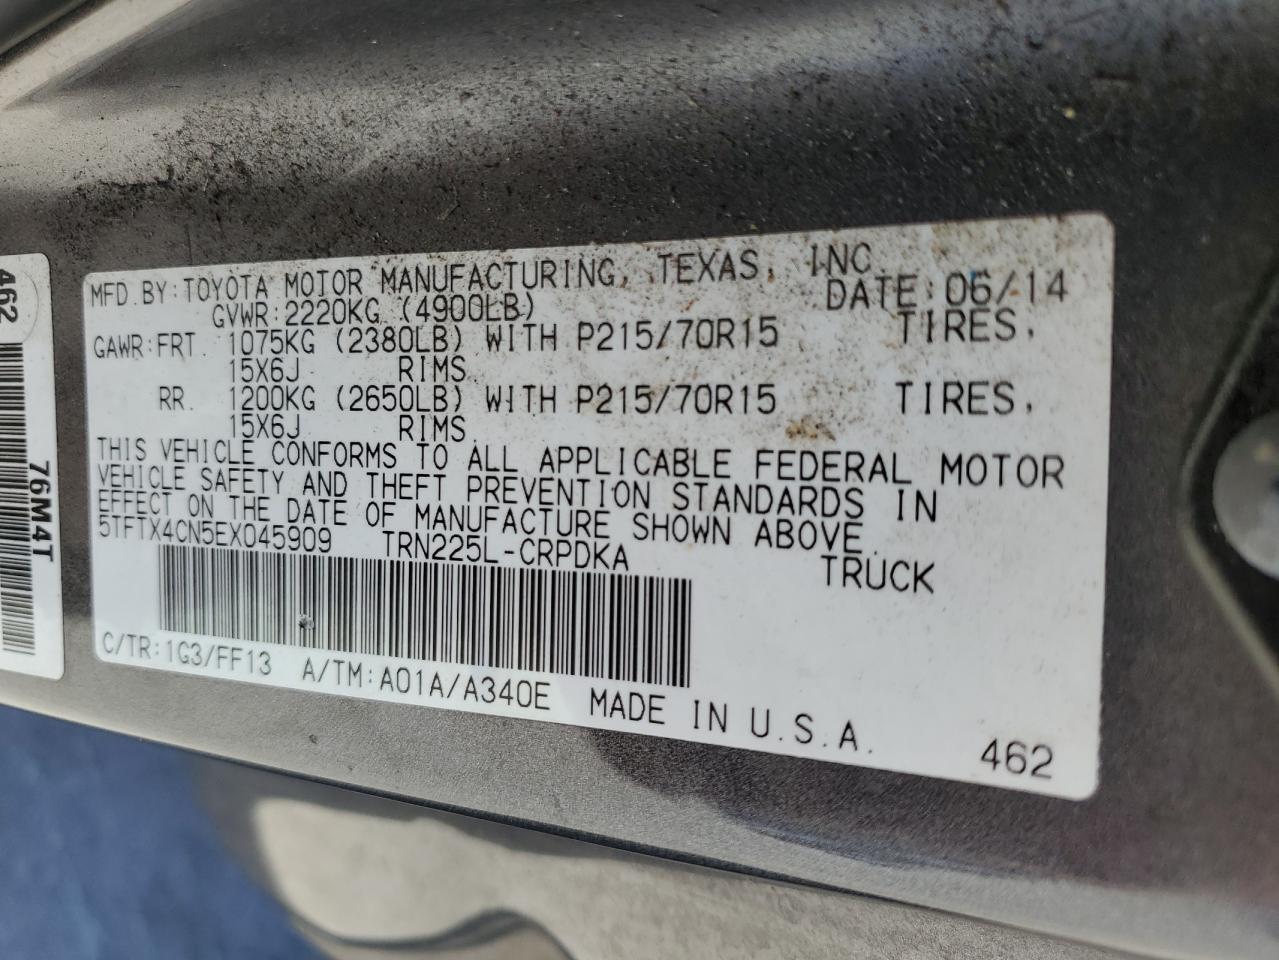 MFD. BY: TOYOTA MOTOR MANUFACTURING, TEXAS, INC
GVWR: 2220KG (4900LB) DATE: 06/14
GAWR: FRT. 1075KG (2380LB) WITH P215/70R15 TIRES,
15X6J RIMS
RR. 1200KG (2650LB) WITH P215/70R15 TIRES,
15X6J RIMS
THIS VEHICLE CONFORMS TO ALL APPLICABLE FEDERAL MOTOR
VEHICLE SAFETY AND THEFT PREVENTION STANDARDS IN
EFFECT ON THE DATE OF MANUFACTURE SHOWN ABOVE.
5TFTX4CN5EX045909 TRN225L-CRPDKA TRUCK
C/TR: 1G3/FF13 A/TM: A01A/A340E MADE IN U.S.A.
462
462
76M4T